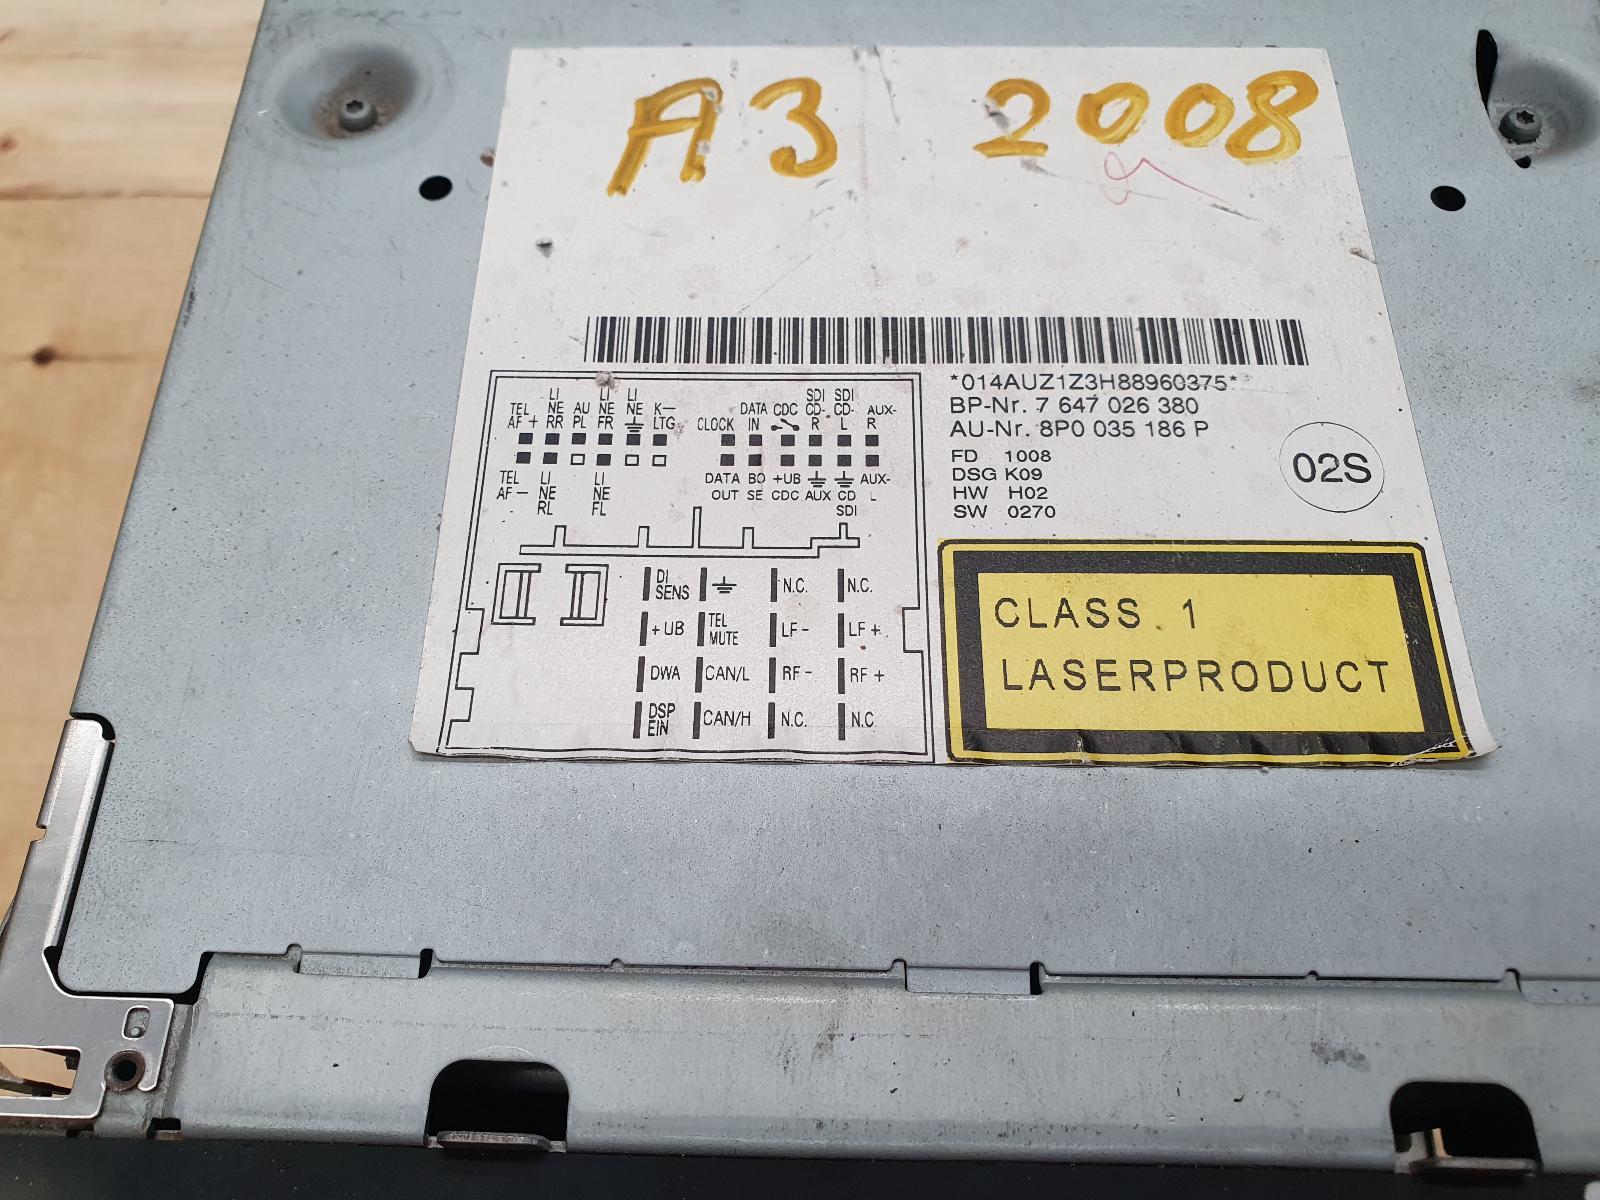 A3 2008
*014AUZ1Z3H88960375*
BP-Nr. 7 647 026 380
AU-Nr. 8P0 035 186 P
FD 1008
DSG K09
HW H02
SW 0270
02S
TEL AF +
LI NE RR
AU PL
LI NE FR
LI NE
K- LTG
CLOCK
DATA IN
CDC
SDI CD- R
SDI CD- L
AUX- R
TEL AF -
LI NE RL
LI NE FL
DATA OUT
BO SE
+UB CDC
AUX
CD SDI
AUX- L
DI SENS
N.C.
N.C.
+ UB
TEL MUTE
LF -
LF +
DWA
CAN/L
RF -
RF +
DSP EIN
CAN/H
N.C.
N.C.
CLASS 1
LASERPRODUCT